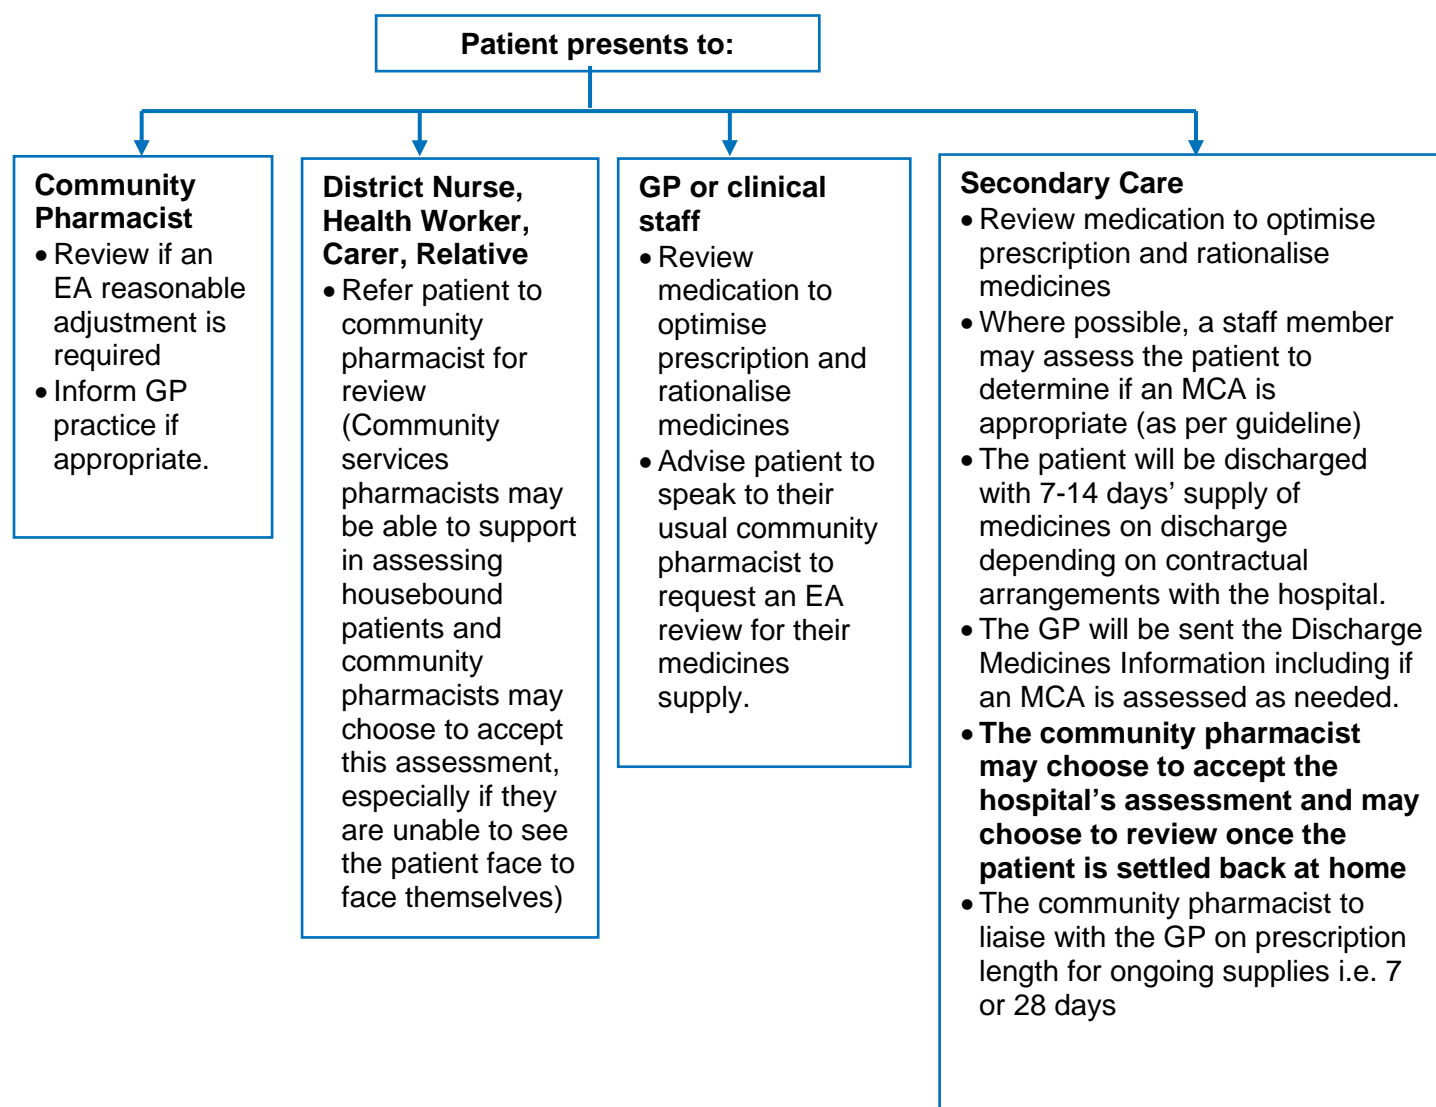 Patient presents to:
Community
Pharmacist
• Review if an
EA reasonable
adjustment is
required
• Inform GP
practice if
appropriate.
District Nurse,
Health Worker,
Carer, Relative
• Refer patient to
community
pharmacist for
review
(Community
services
pharmacists may
be able to support
in assessing
housebound
patients and
community
pharmacists may
choose to accept
this assessment,
especially if they
are unable to see
the patient face to
face themselves)
GP or clinical
staff
• Review
medication to
optimise
prescription and
rationalise
medicines
• Advise patient to
speak to their
usual community
pharmacist to
request an EA
review for their
medicines
supply.
Secondary Care
• Review medication to optimise
prescription and rationalise
medicines
• Where possible, a staff member
may assess the patient to
determine if an MCA is
appropriate (as per guideline)
• The patient will be discharged
with 7-14 days’ supply of
medicines on discharge
depending on contractual
arrangements with the hospital.
• The GP will be sent the Discharge
Medicines Information including if
an MCA is assessed as needed.
• The community pharmacist
may choose to accept the
hospital’s assessment and may
choose to review once the
patient is settled back at home
• The community pharmacist to
liaise with the GP on prescription
length for ongoing supplies i.e. 7
or 28 days